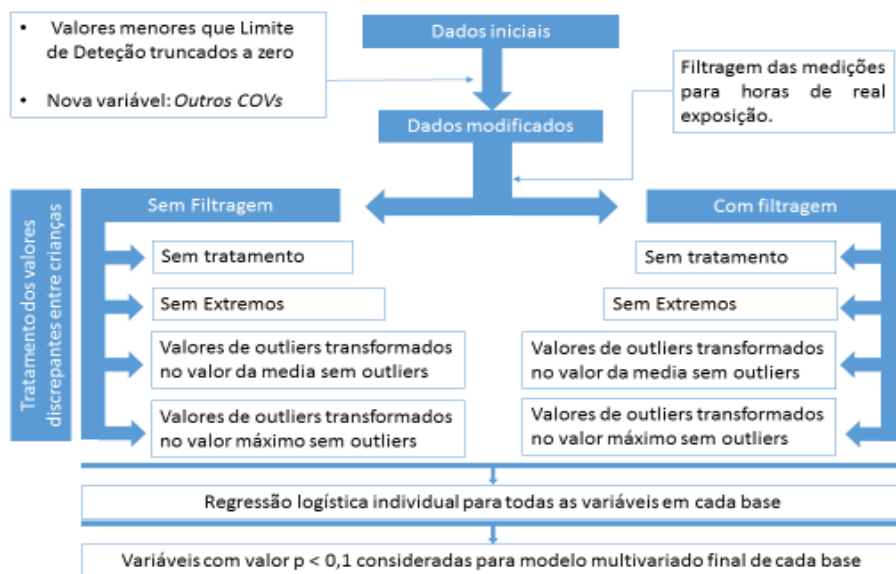 • Valores menores que Limite
de Deteção truncados a zero
• Nova variável: Outros COVs
Dados iniciais
Filtragem das medições
para horas de real
exposição.
Dados modificados
Tratamento dos valores
discrepantes entre crianças
Sem Filtragem
Sem tratamento
Sem Extremos
Valores de outliers transformados
no valor da media sem outliers
Valores de outliers transformados
no valor máximo sem outliers
Com filtragem
Sem tratamento
Sem Extremos
Valores de outliers transformados
no valor da media sem outliers
Valores de outliers transformados
no valor máximo sem outliers
Regressão logística individual para todas as variáveis em cada base
Variáveis com valor p < 0,1 consideradas para modelo multivariado final de cada base